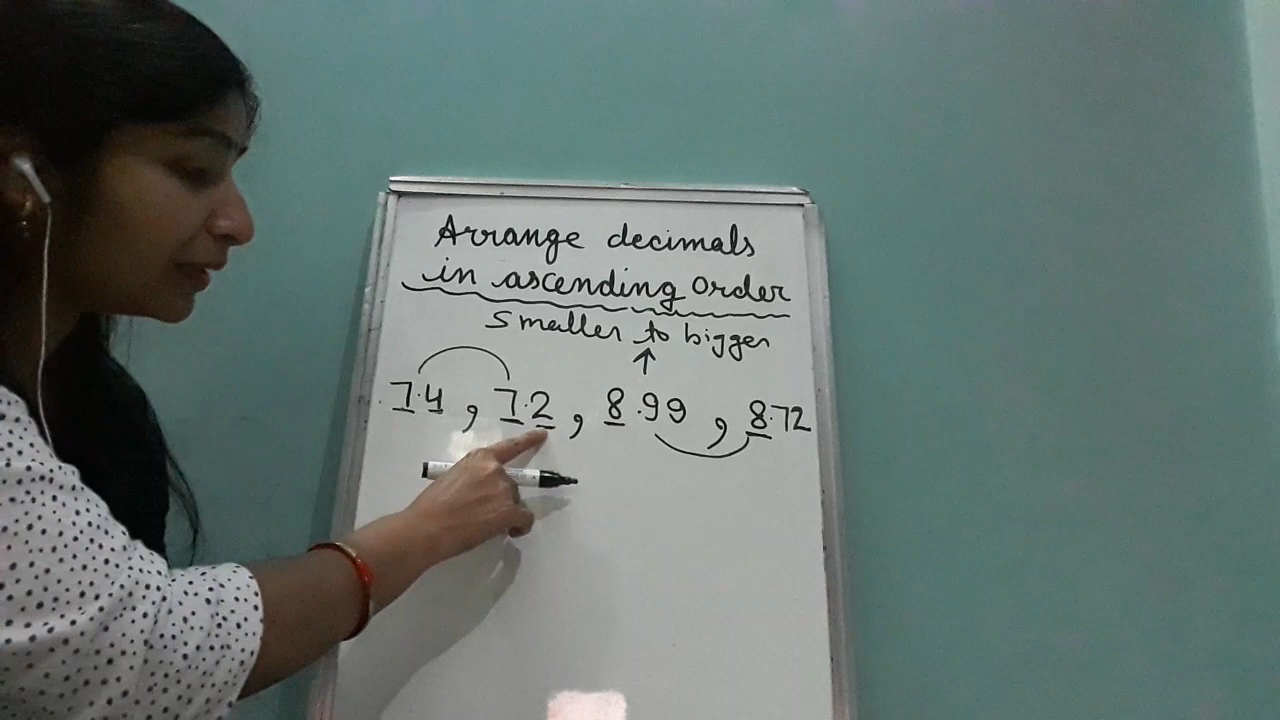 Arrange decimals
in ascending order
Smaller to bigger
7.4 , 7.2 , 8.99 , 8.72